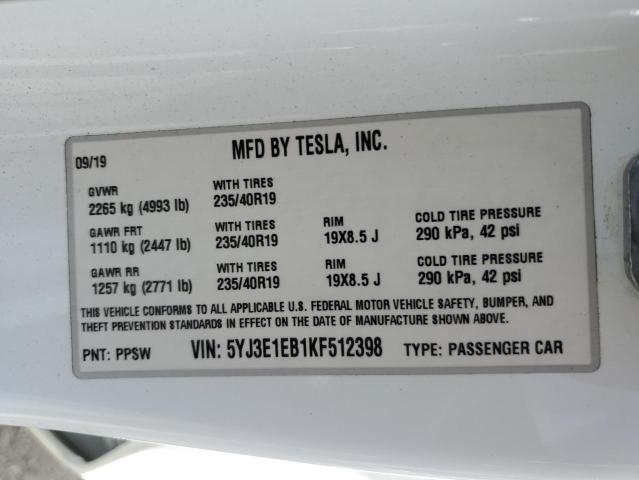 09/19 MFD BY TESLA, INC.
GVWR WITH TIRES
2265 kg (4993 lb) 235/40R19
GAWR FRT WITH TIRES RIM COLD TIRE PRESSURE
1110 kg (2447 lb) 235/40R19 19X8.5 J 290 kPa, 42 psi
GAWR RR WITH TIRES RIM COLD TIRE PRESSURE
1257 kg (2771 lb) 235/40R19 19X8.5 J 290 kPa, 42 psi
THIS VEHICLE CONFORMS TO ALL APPLICABLE U.S. FEDERAL MOTOR VEHICLE SAFETY, BUMPER, AND
THEFT PREVENTION STANDARDS IN EFFECT ON THE DATE OF MANUFACTURE SHOWN ABOVE.
PNT: PPSW VIN: 5YJ3E1EB1KF512398 TYPE: PASSENGER CAR